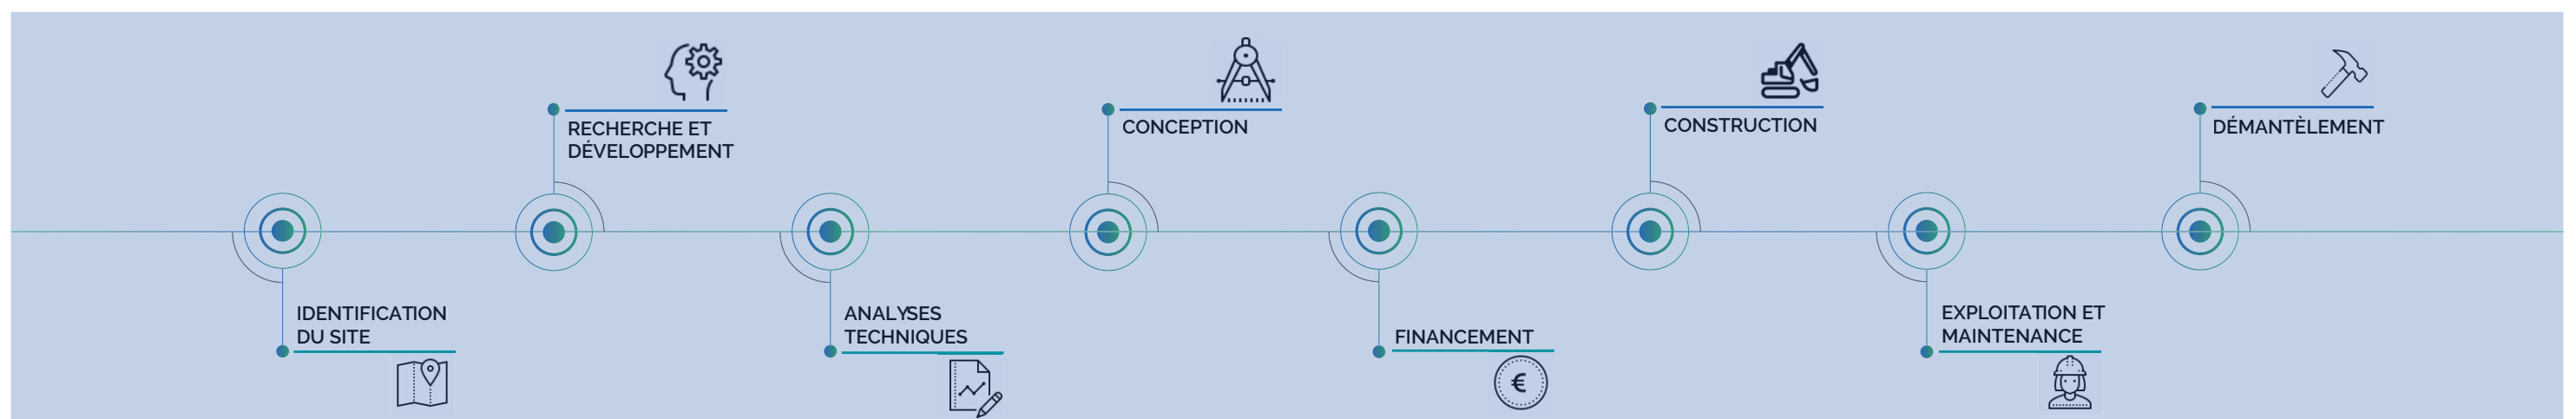 IDENTIFICATION
DU SITE
RECHERCHE ET
DÉVELOPPEMENT
ANALYSES
TECHNIQUES
CONCEPTION
FINANCEMENT
€
CONSTRUCTION
EXPLOITATION ET
MAINTENANCE
DÉMANTÈLEMENT